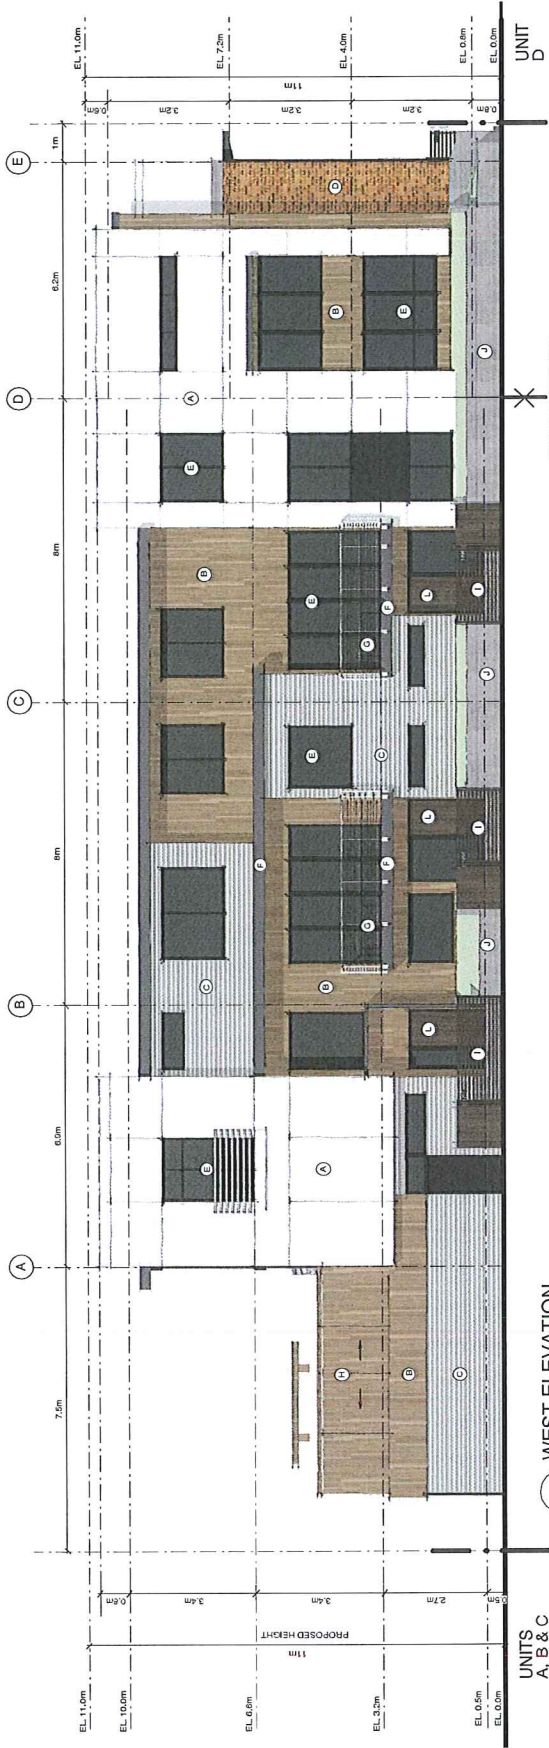 A
B
C
D
E
7.5m
6.9m
8m
8m
6.2m
1m
EL. 11.0m
EL. 10.0m
EL. 6.6m
EL. 3.2m
EL. 0.5m
EL. 0.0m
11m
PROPOSED HEIGHT
0.6m
3.4m
3.4m
2.7m
0.5m
H
B
C
E
A
C
F
B
G
F
L
I
J
L
I
B
E
C
E
G
F
L
I
J
E
A
B
E
D
J
EL. 11.0m
EL. 7.2m
EL. 4.0m
EL. 0.8m
EL. 0.0m
11m
0.6m
3.2m
3.2m
3.2m
0.8m
UNITS
A, B & C
WEST ELEVATION
UNIT
D